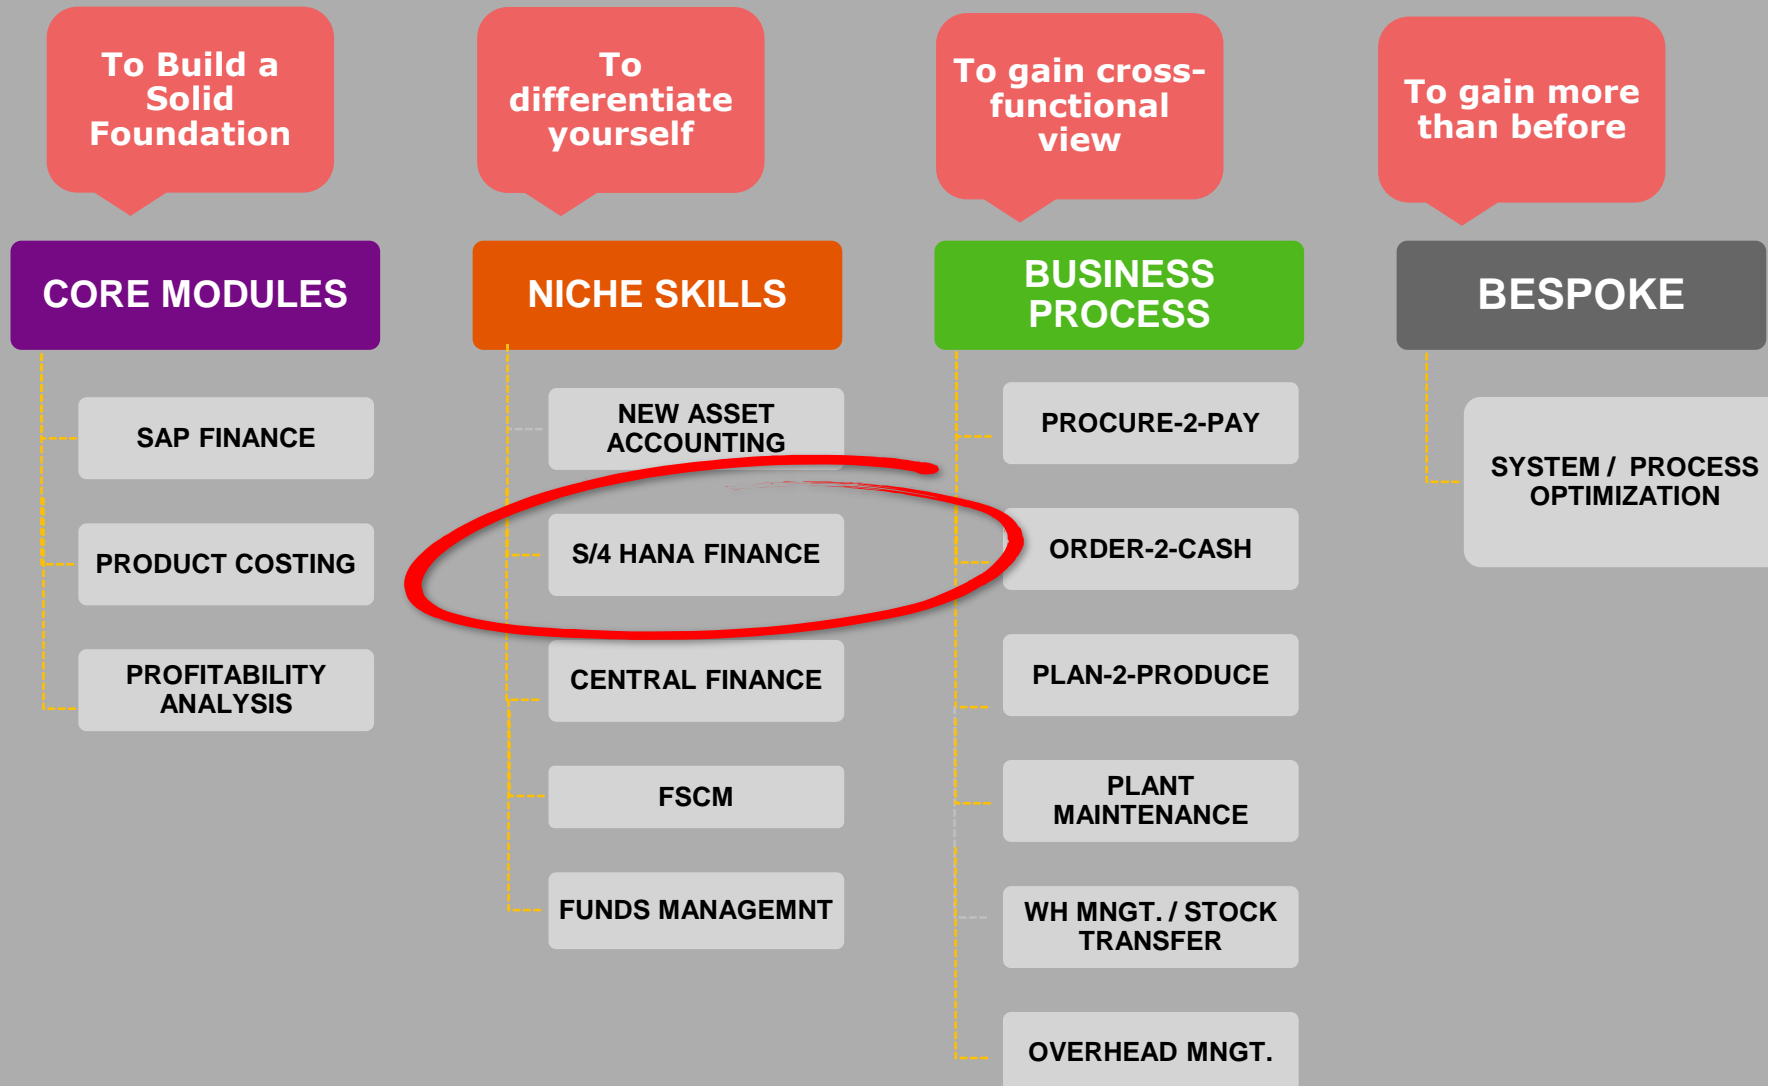 To Build a
Solid
Foundation
To
differentiate
yourself
To gain cross-
functional
view
To gain more
than before
CORE MODULES
NICHE SKILLS
BUSINESS
PROCESS
BESPOKE
SAP FINANCE
PRODUCT COSTING
PROFITABILITY
ANALYSIS
NEW ASSET
ACCOUNTING
S/4 HANA FINANCE
CENTRAL FINANCE
FSCM
FUNDS MANAGEMNT
PROCURE-2-PAY
ORDER-2-CASH
PLAN-2-PRODUCE
PLANT
MAINTENANCE
WH MNGT. / STOCK
TRANSFER
OVERHEAD MNGT.
SYSTEM / PROCESS
OPTIMIZATION